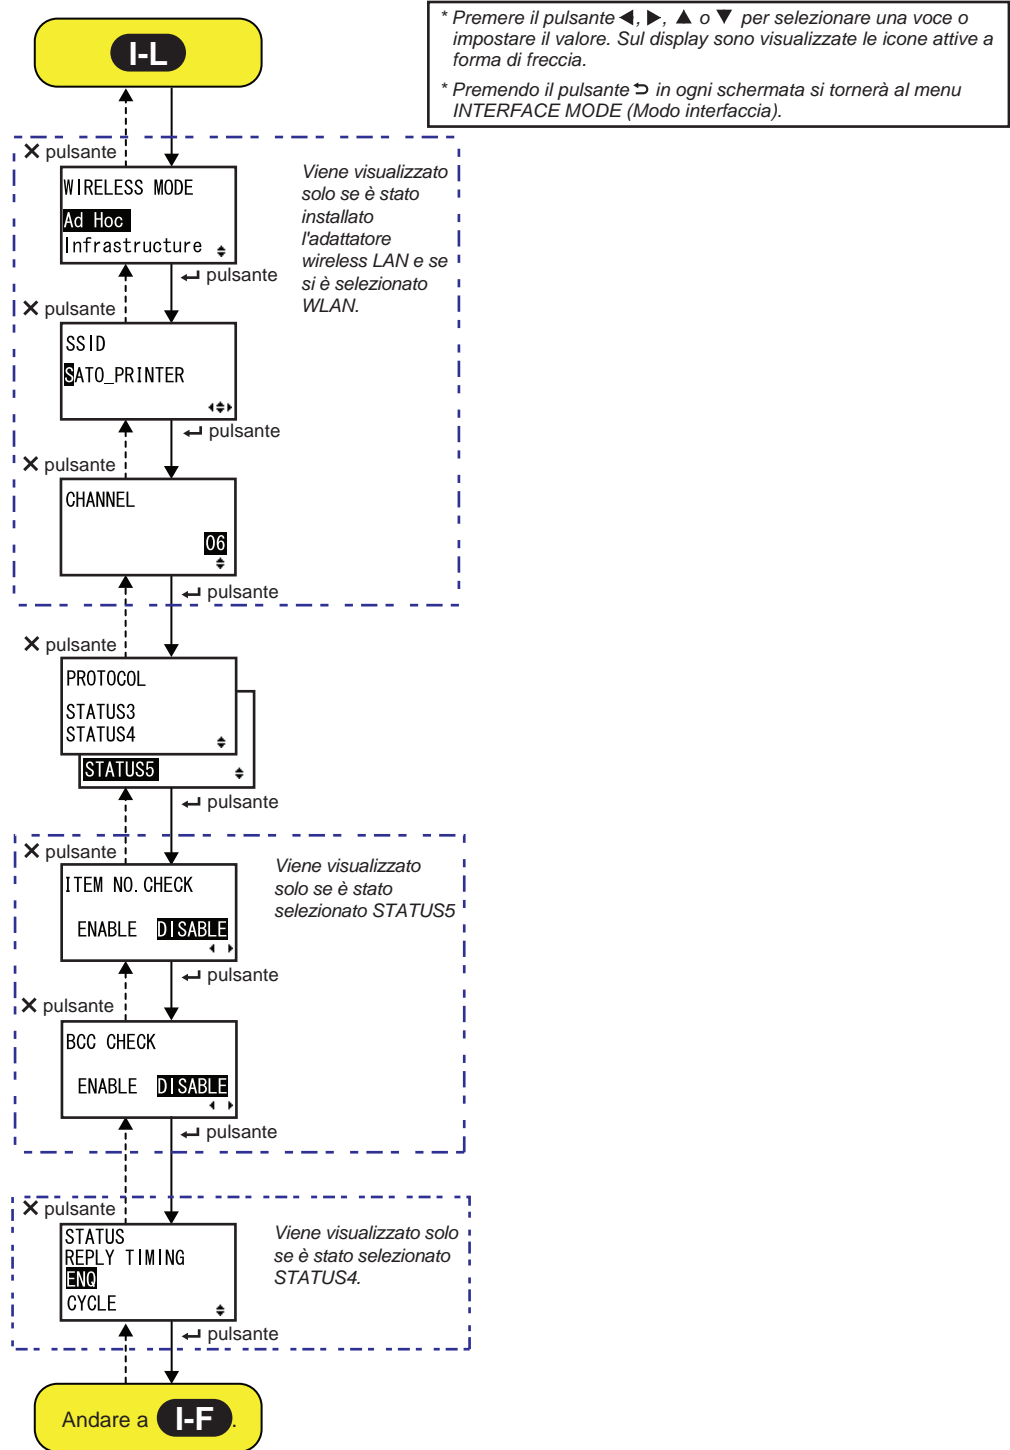 I-L
* Premere il pulsante ◀, ▶, ▲ o ▼ per selezionare una voce o
impostare il valore. Sul display sono visualizzate le icone attive a
forma di freccia.
* Premendo il pulsante ⮌ in ogni schermata si tornerà al menu
INTERFACE MODE (Modo interfaccia).
✕ pulsante
WIRELESS MODE
Ad Hoc
Infrastructure
Viene visualizzato
solo se è stato
installato
l'adattatore
wireless LAN e se
si è selezionato
WLAN.
↵ pulsante
✕ pulsante
SSID
SATO_PRINTER
↵ pulsante
✕ pulsante
CHANNEL
06
↵ pulsante
✕ pulsante
PROTOCOL
STATUS3
STATUS4
STATUS5
↵ pulsante
✕ pulsante
ITEM NO.CHECK
ENABLE DISABLE
Viene visualizzato
solo se è stato
selezionato STATUS5
↵ pulsante
✕ pulsante
BCC CHECK
ENABLE DISABLE
↵ pulsante
✕ pulsante
STATUS
REPLY TIMING
ENQ
CYCLE
Viene visualizzato solo
se è stato selezionato
STATUS4.
↵ pulsante
Andare a I-F.